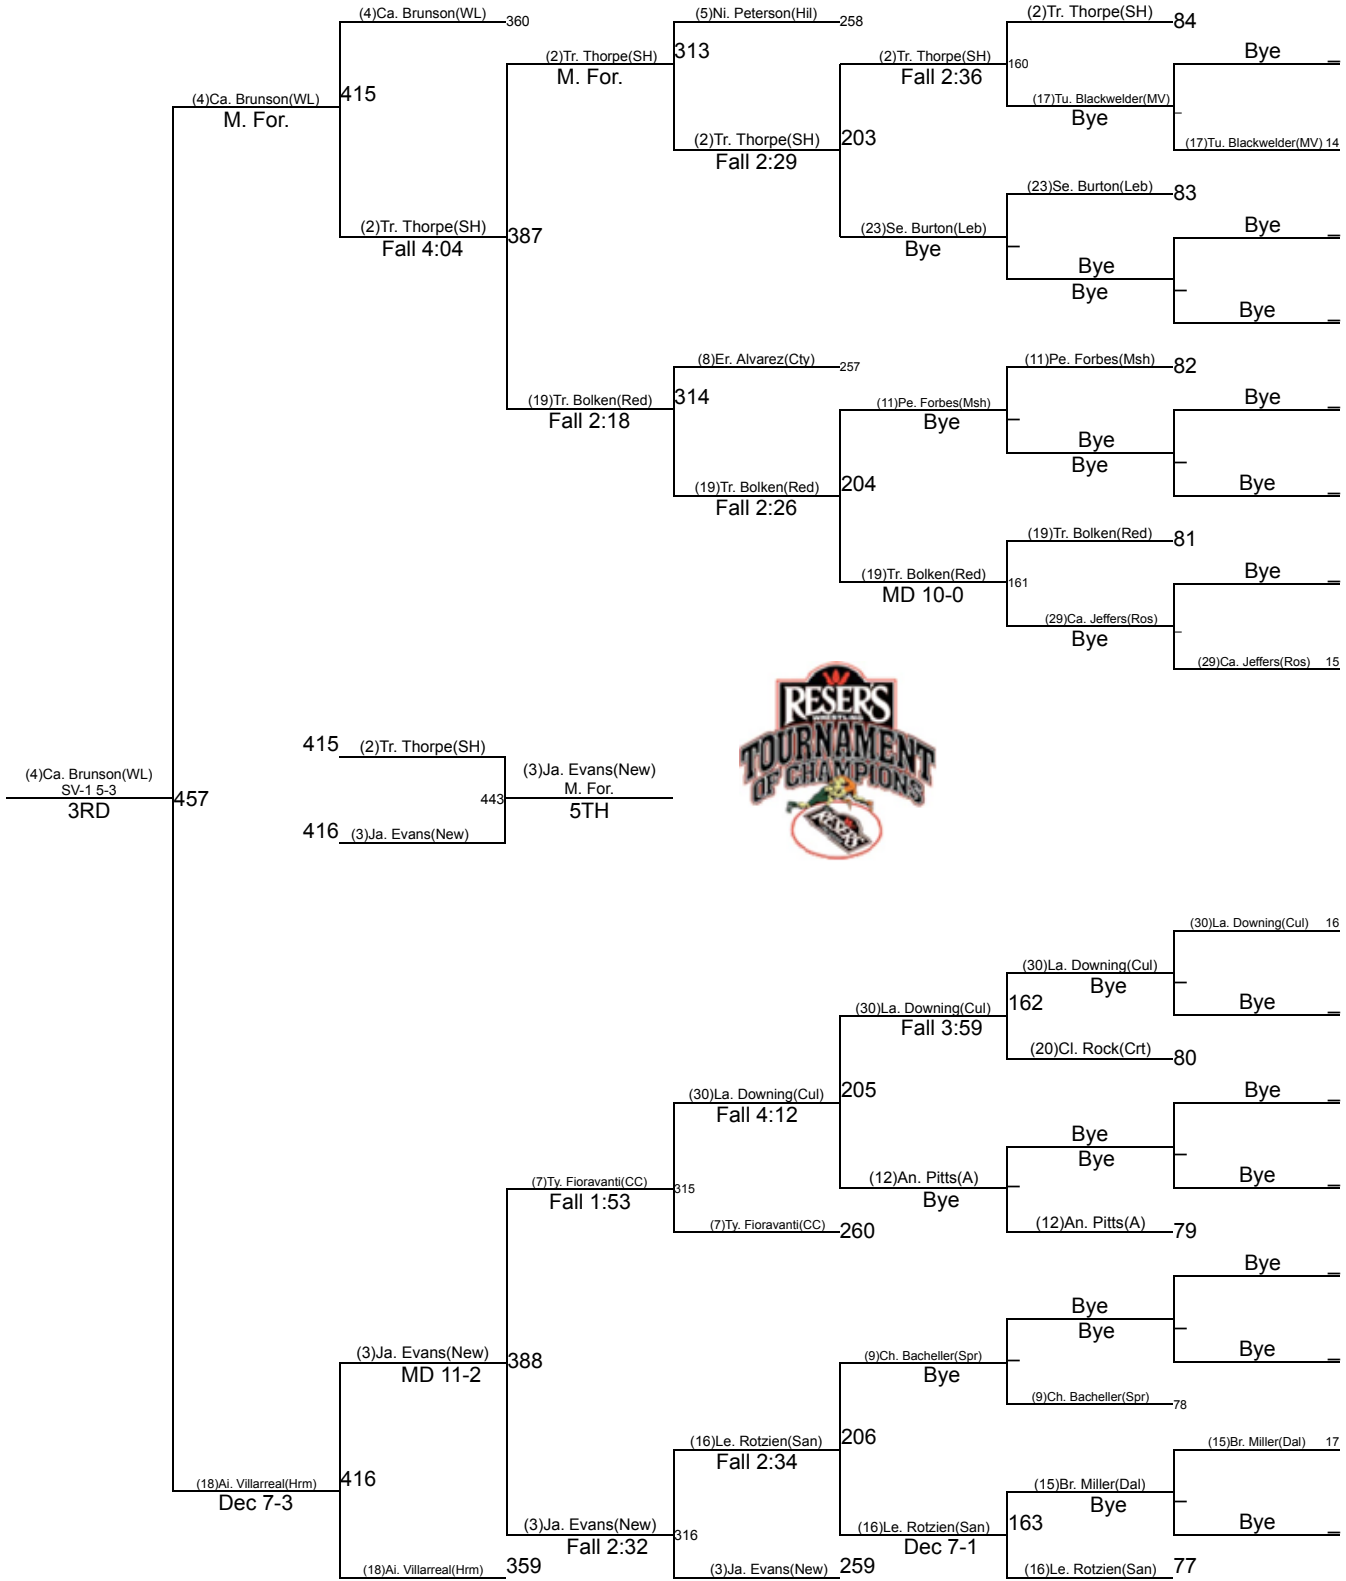 (4)Ca. Brunson(WL) 360
(5)Ni. Peterson(Hil) 258
(2)Tr. Thorpe(SH) 84
Bye _
(2)Tr. Thorpe(SH) 313
M. For.
(2)Tr. Thorpe(SH) 160
Fall 2:36
(4)Ca. Brunson(WL) 415
M. For.
(17)Tu. Blackwelder(MV) _
Bye
(2)Tr. Thorpe(SH) 203
Fall 2:29
(17)Tu. Blackwelder(MV) 14
(23)Se. Burton(Leb) 83
(2)Tr. Thorpe(SH) 387
Fall 4:04
(23)Se. Burton(Leb) _
Bye
Bye _
Bye _
Bye
Bye _
(8)Er. Alvarez(Cty) 257
(11)Pe. Forbes(Msh) 82
(19)Tr. Bolken(Red) 314
Fall 2:18
(11)Pe. Forbes(Msh) _
Bye
Bye _
Bye _
Bye
(19)Tr. Bolken(Red) 204
Fall 2:26
Bye _
(19)Tr. Bolken(Red) 81
(19)Tr. Bolken(Red) 161
MD 10-0
Bye _
(29)Ca. Jeffers(Ros) _
Bye
(29)Ca. Jeffers(Ros) 15
RESER'S
WRESTLING
TOURNAMENT
OF CHAMPIONS
RESER'S
415 (2)Tr. Thorpe(SH)
(4)Ca. Brunson(WL)
SV-1 5-3
3RD
457
443
(3)Ja. Evans(New)
M. For.
5TH
416 (3)Ja. Evans(New)
(30)La. Downing(Cul) 16
(30)La. Downing(Cul) _
Bye
(30)La. Downing(Cul) 162
Fall 3:59
Bye _
(20)Cl. Rock(Crt) 80
(30)La. Downing(Cul) 205
Fall 4:12
Bye _
Bye _
Bye
(7)Ty. Fioravanti(CC) 315
Fall 1:53
(12)An. Pitts(A) _
Bye
Bye _
(7)Ty. Fioravanti(CC) 260
(12)An. Pitts(A) 79
Bye _
Bye _
Bye
(3)Ja. Evans(New) 388
MD 11-2
(9)Ch. Bacheller(Spr) _
Bye
Bye _
(9)Ch. Bacheller(Spr) 78
(16)Le. Rotzien(San) 206
Fall 2:34
(15)Br. Miller(Dal) 17
(18)Ai. Villarreal(Hrm) 416
Dec 7-3
(15)Br. Miller(Dal) _
Bye
(3)Ja. Evans(New) 316
Fall 2:32
(16)Le. Rotzien(San) 163
Dec 7-1
Bye _
(18)Ai. Villarreal(Hrm) 359
(3)Ja. Evans(New) 259
(16)Le. Rotzien(San) 77